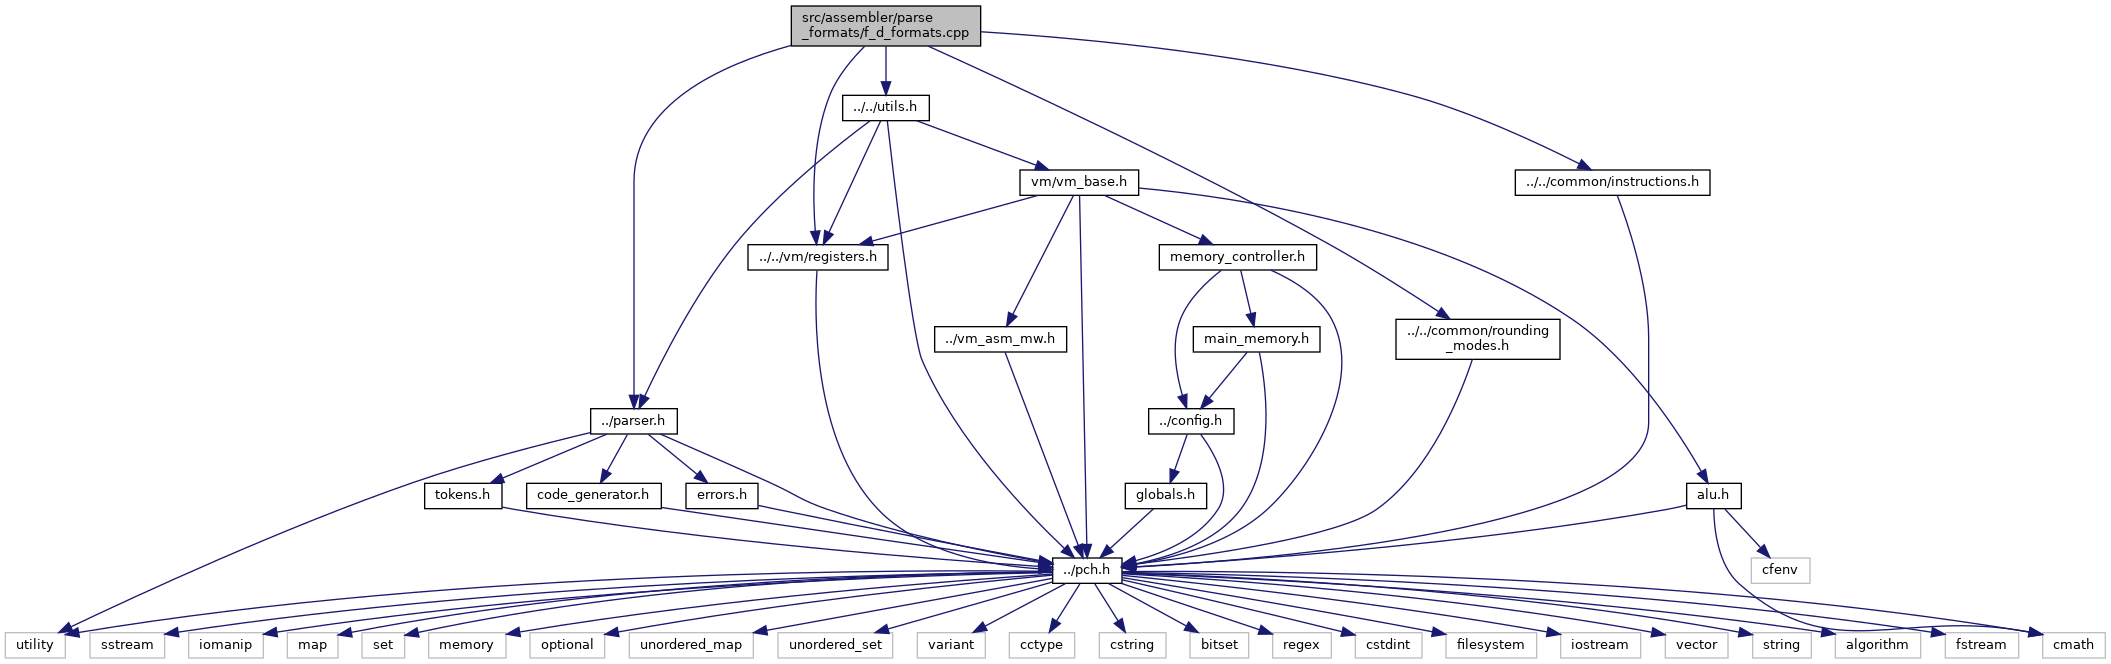 src/assembler/parse
_formats/f_d_formats.cpp
../../utils.h
vm/vm_base.h
../../common/instructions.h
../../vm/registers.h
memory_controller.h
../vm_asm_mw.h
main_memory.h
../../common/rounding
_modes.h
../parser.h
../config.h
tokens.h
code_generator.h
errors.h
globals.h
alu.h
../pch.h
cfenv
utility
sstream
iomanip
map
set
memory
optional
unordered_map
unordered_set
variant
cctype
cstring
bitset
regex
cstdint
filesystem
iostream
vector
string
algorithm
fstream
cmath